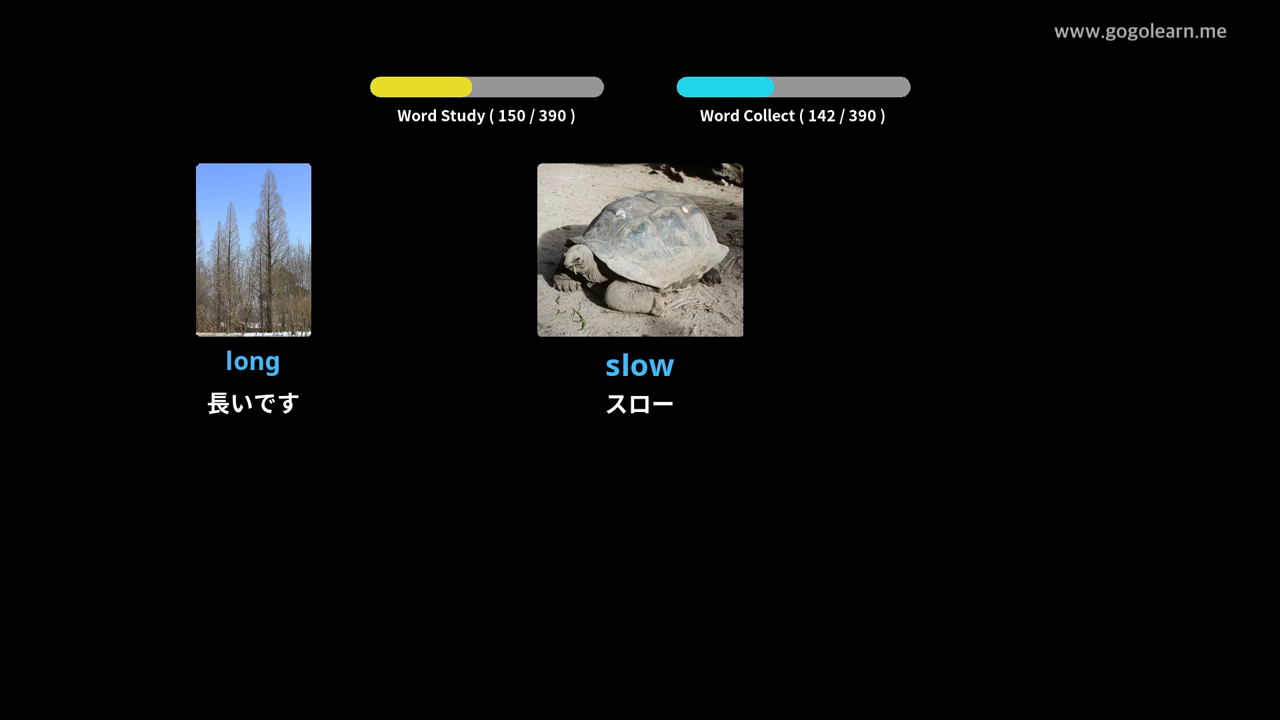 www.gogolearn.me
Word Study ( 150 / 390 )
Word Collect ( 142 / 390 )
long
長いです
slow
スロー